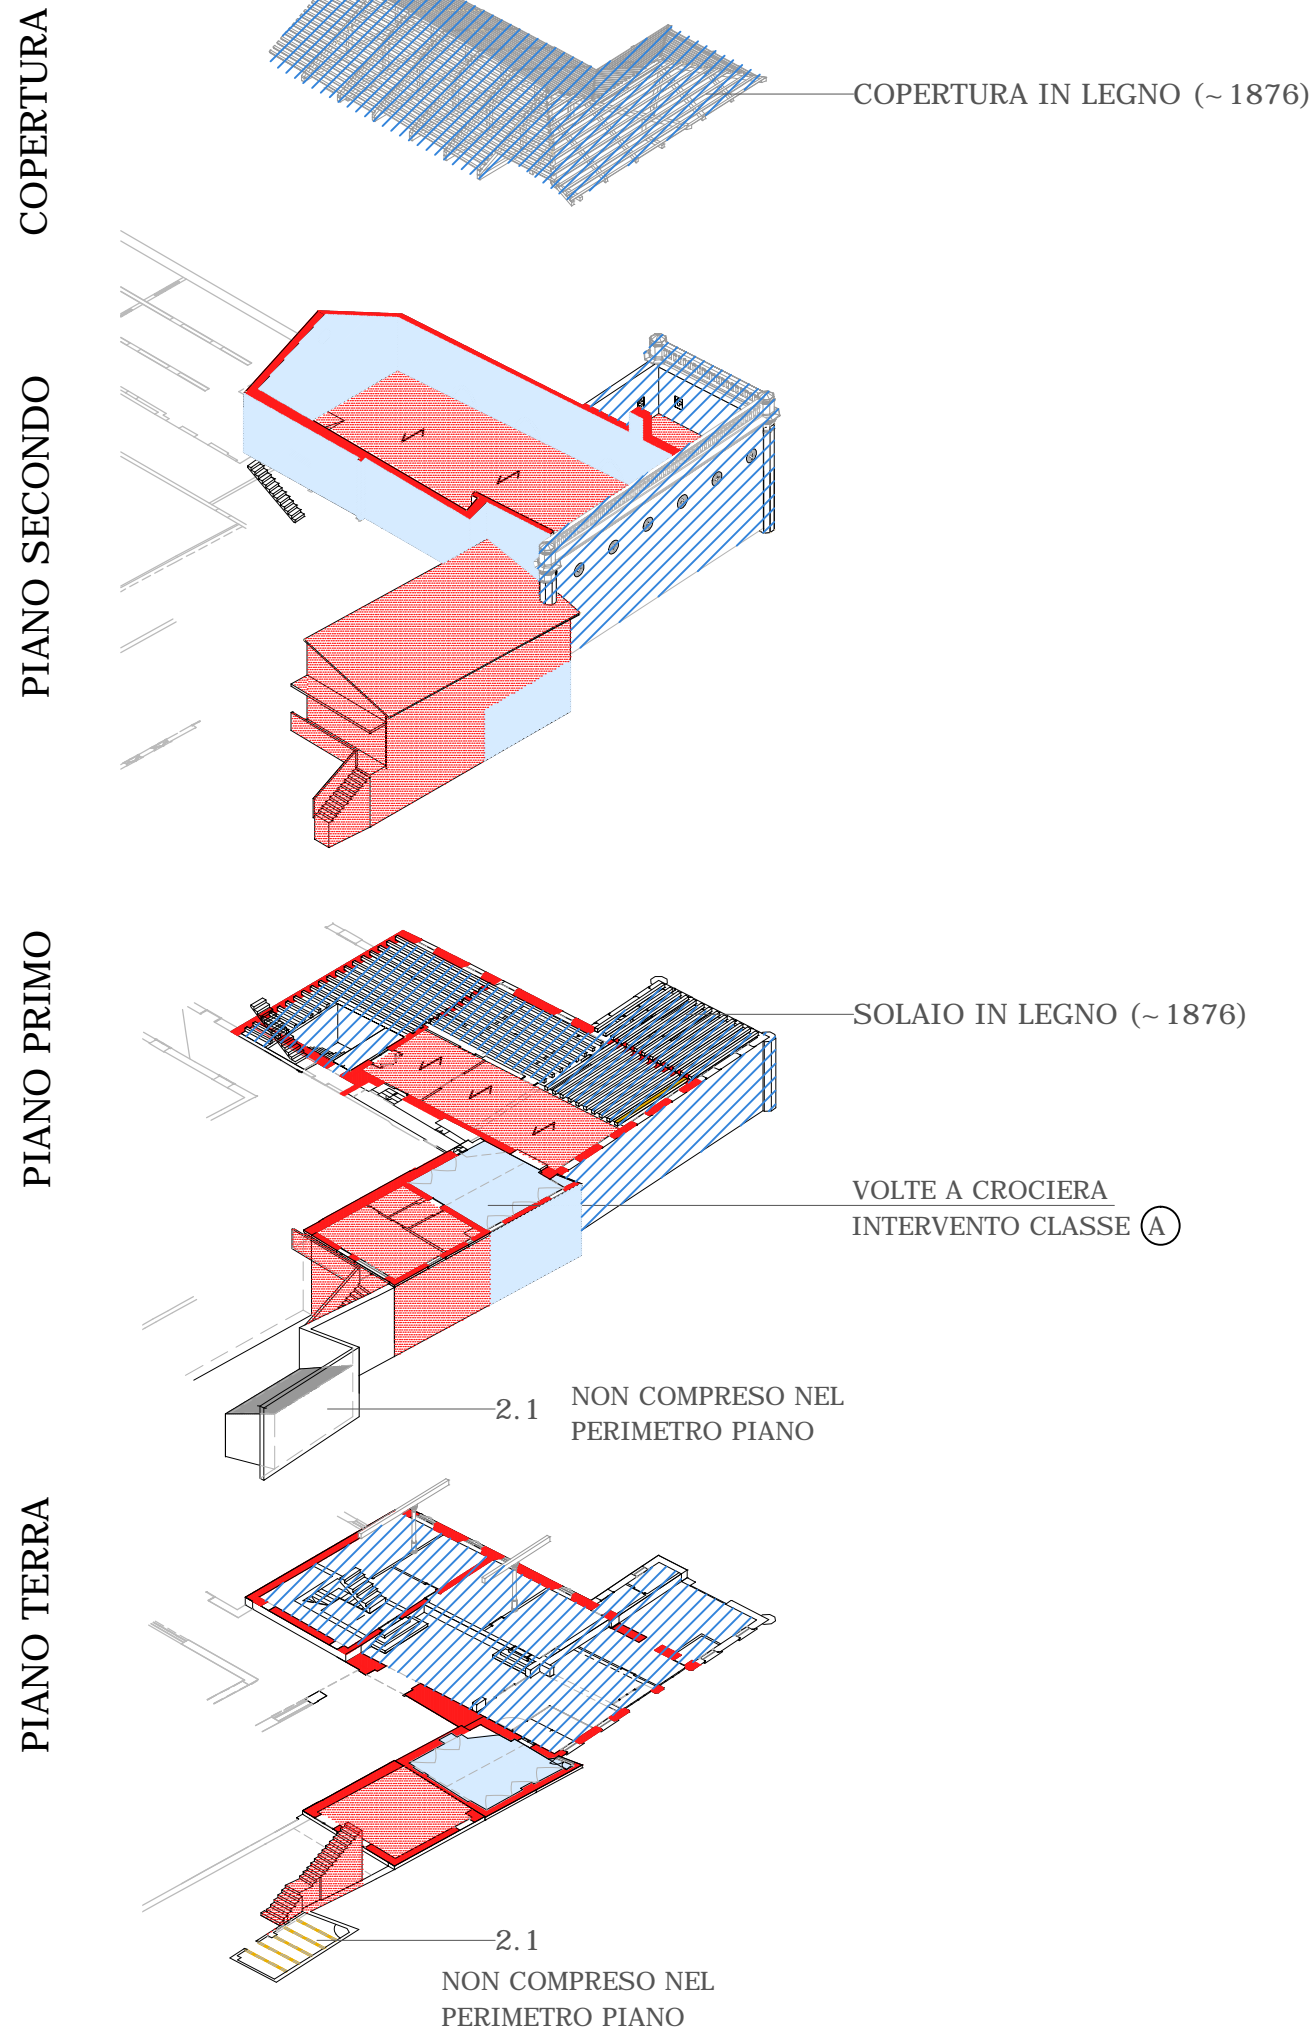 COPERTURA
COPERTURA IN LEGNO (~1876)
PIANO SECONDO
PIANO PRIMO
SOLAIO IN LEGNO (~1876)
VOLTE A CROCIERA
INTERVENTO CLASSE A
2.1 NON COMPRESO NEL
PERIMETRO PIANO
PIANO TERRA
2.1
NON COMPRESO NEL
PERIMETRO PIANO